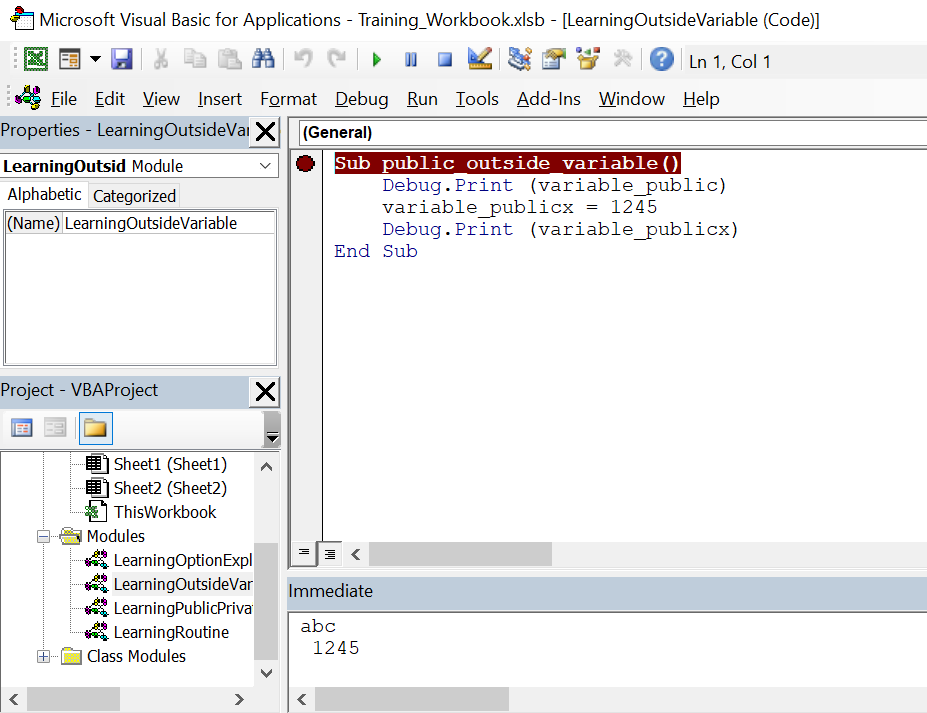 Microsoft Visual Basic for Applications - Training_Workbook.xlsb - [LearningOutsideVariable (Code)]
Ln 1, Col 1
File Edit View Insert Format Debug Run Tools Add-Ins Window Help
Properties - LearningOutsideVar
LearningOutsid Module
Alphabetic Categorized
(Name) LearningOutsideVariable
Project - VBAProject
Sheet1 (Sheet1)
Sheet2 (Sheet2)
ThisWorkbook
Modules
LearningOptionExpl
LearningOutsideVar
LearningPublicPriva
LearningRoutine
Class Modules
(General)
Sub public_outside_variable()
Debug.Print (variable_public)
variable_publicx = 1245
Debug.Print (variable_publicx)
End Sub
Immediate
abc
1245